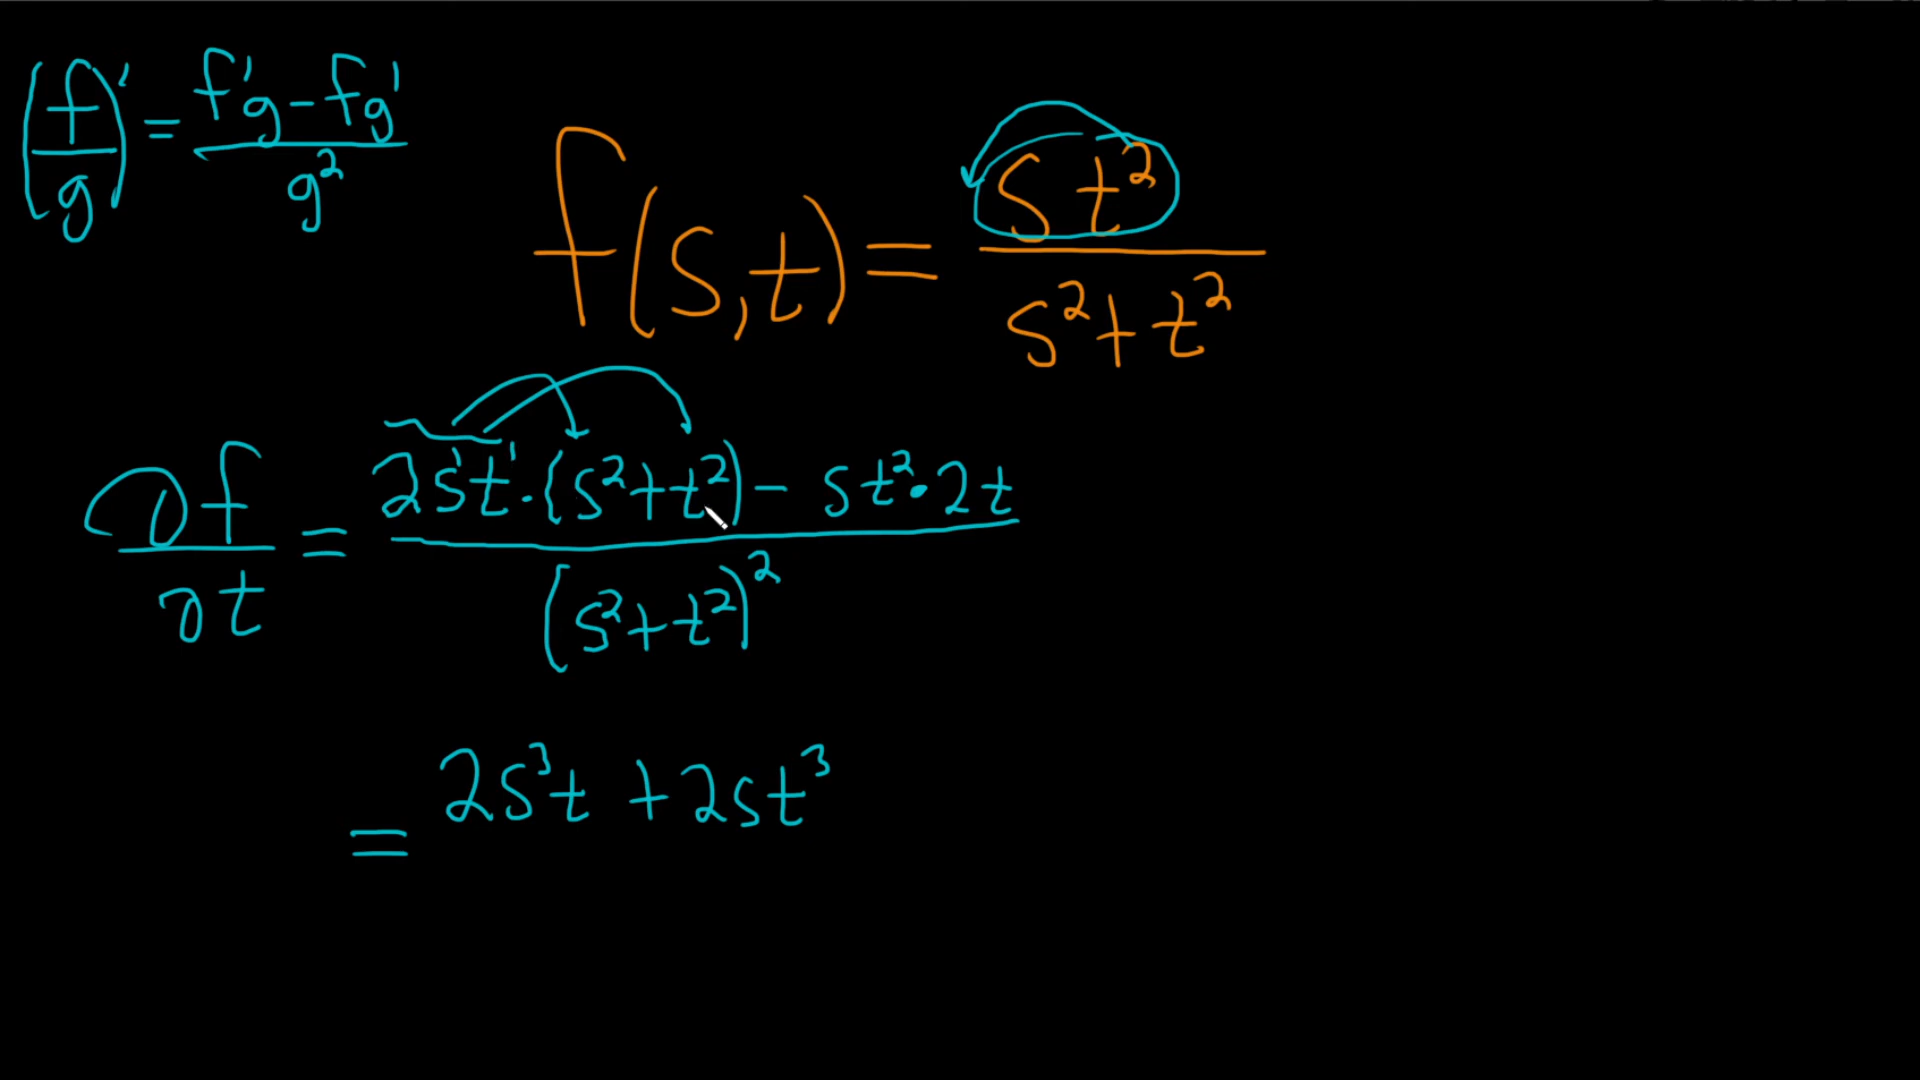 (f/g)' = (f'g - fg')/g²
f(s,t) = st²/(s²+t²)
∂f/∂t = (2s¹t¹·(s²+t²) - st²·2t)/(s²+t²)²
= 2s³t + 2st³